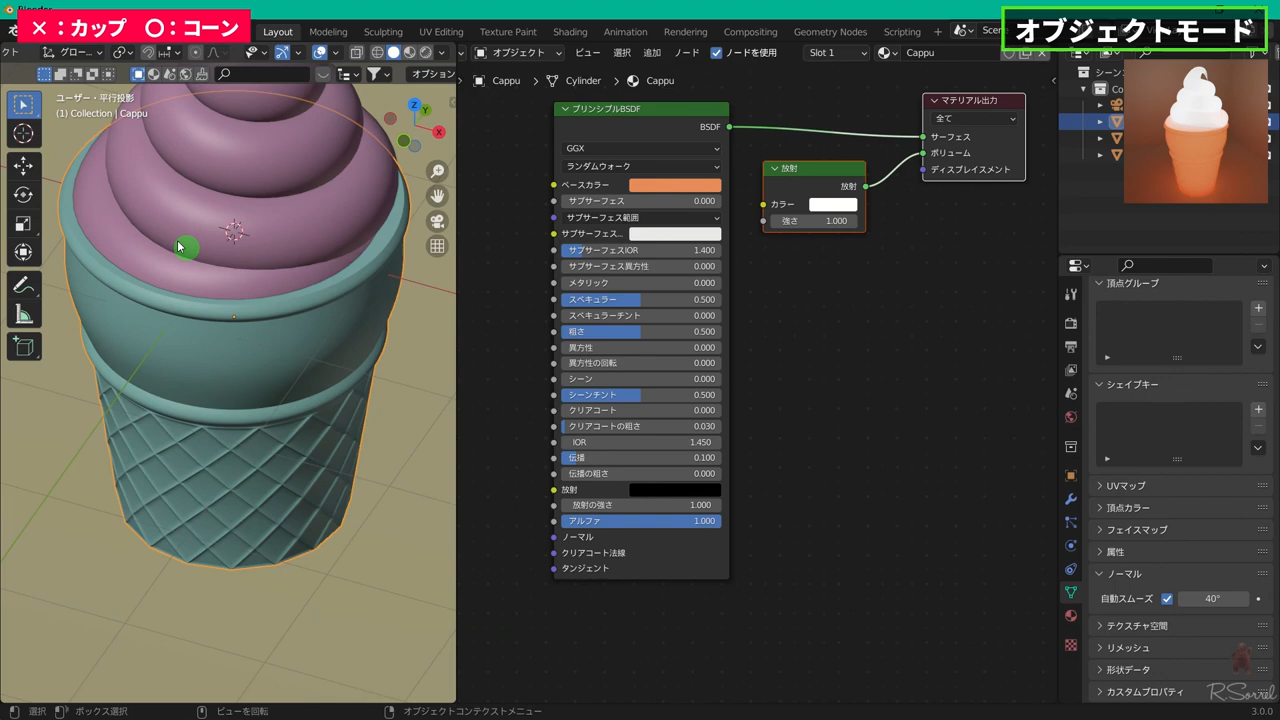 ×：カップ　〇：コーン
オブジェクトモード
Layout
Modeling
Sculpting
UV Editing
Texture Paint
Shading
Animation
Rendering
Compositing
Geometry Nodes
Scripting
Scen
クト
グロー...
オブジェクト
ビュー
選択
追加
ノード
ノードを使用
Slot 1
Cappu
オプション
Cappu
Cylinder
Cappu
ユーザー・平行投影
(1) Collection | Cappu
Z
Y
X
プリンシプルBSDF
BSDF
GGX
ランダムウォーク
ベースカラー
サブサーフェス 0.000
サブサーフェス範囲
サブサーフェス...
サブサーフェスIOR 1.400
サブサーフェス異方性 0.000
メタリック 0.000
スペキュラー 0.500
スペキュラーチント 0.000
粗さ 0.500
異方性 0.000
異方性の回転 0.000
シーン 0.000
シーンチント 0.500
クリアコート 0.000
クリアコートの粗さ 0.030
IOR 1.450
伝播 0.100
伝播の粗さ 0.000
放射
放射の強さ 1.000
アルファ 1.000
ノーマル
クリアコート法線
タンジェント
放射
放射
カラー
強さ 1.000
マテリアル出力
全て
サーフェス
ボリューム
ディスプレイスメント
シーンコ
Co
頂点グループ
シェイプキー
UVマップ
頂点カラー
フェイスマップ
属性
ノーマル
自動スムーズ 40°
テクスチャ空間
リメッシュ
形状データ
カスタムプロパティ
R.Sorrel
選択
ボックス選択
ビューを回転
オブジェクトコンテクストメニュー
3.0.0